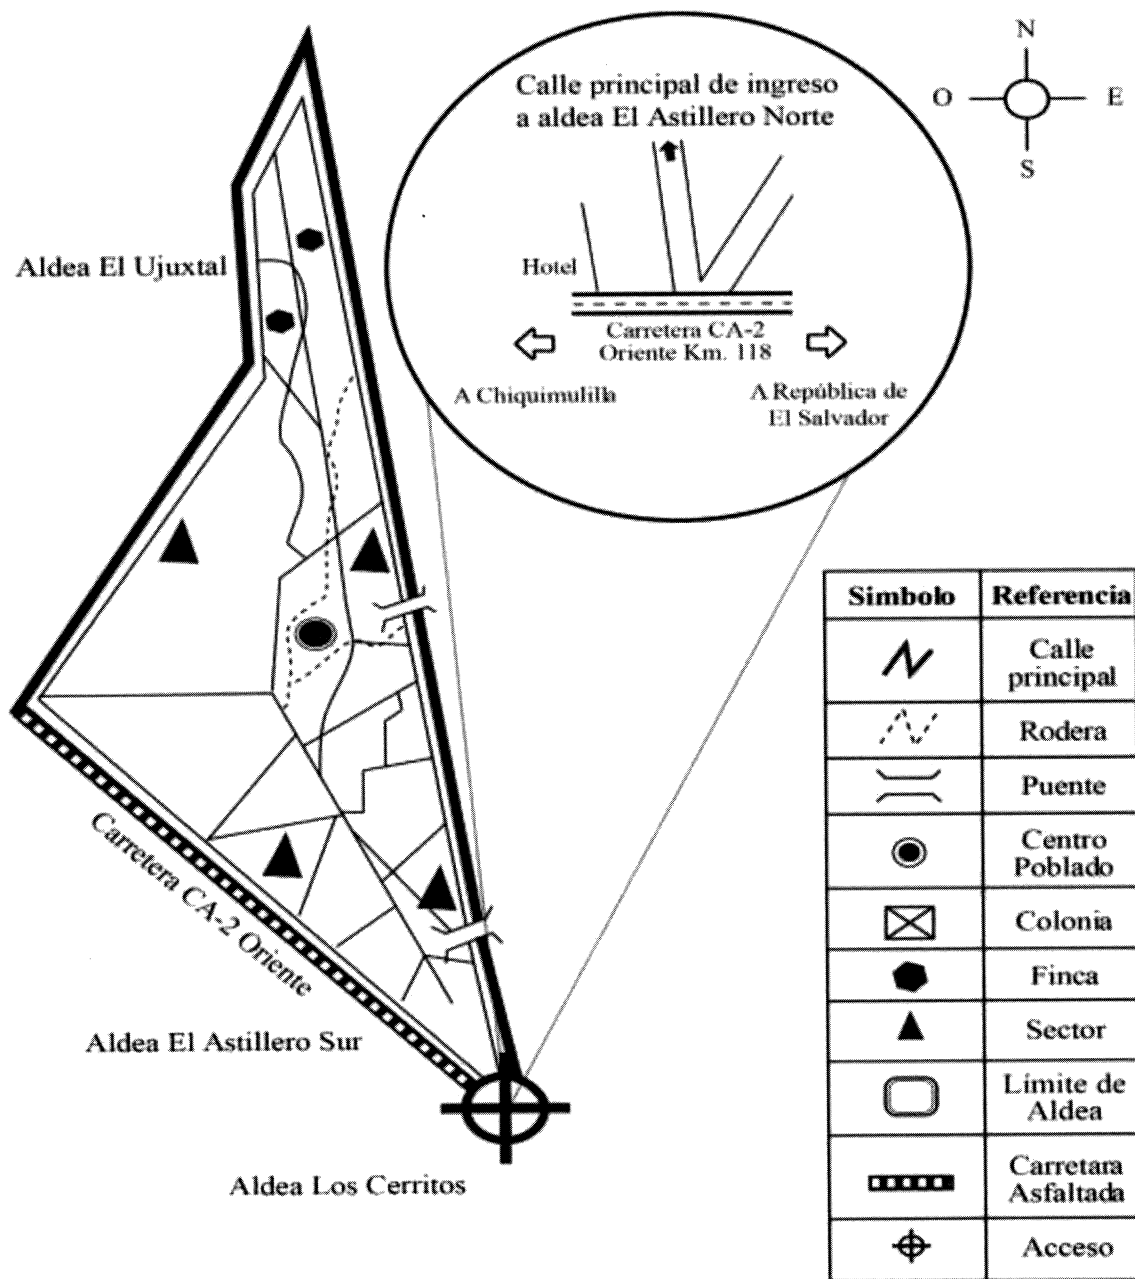 N
O E
S
Calle principal de ingreso
a aldea El Astillero Norte
Hotel
Carretera CA-2
Oriente Km. 118
A Chiquimulilla
A República de
El Salvador
Aldea El Ujuxtal
Carretera CA-2 Oriente
Aldea El Astillero Sur
Aldea Los Cerritos
Simbolo Referencia
Calle
principal
Rodera
Puente
Centro
Poblado
Colonia
Finca
Sector
Límite de
Aldea
Carretara
Asfaltada
Acceso